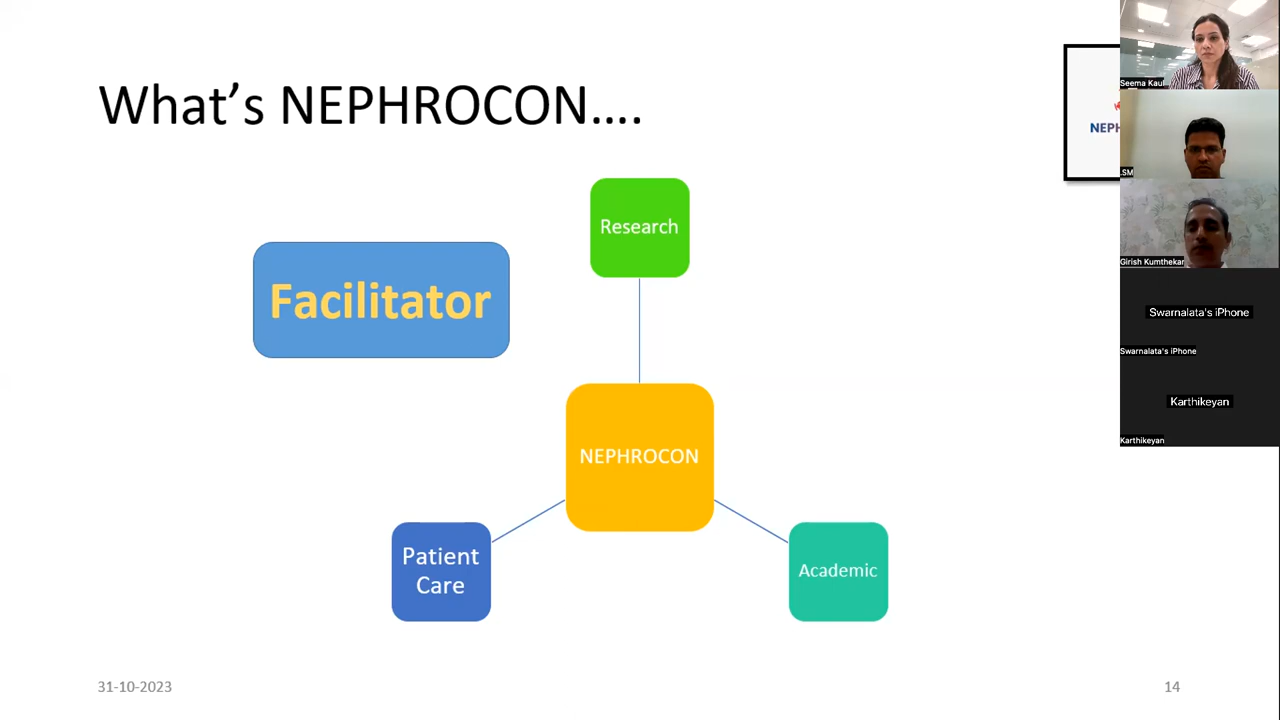 What’s NEPHROCON....
Research
Facilitator
NEPHROCON
Patient
Care
Academic
31-10-2023
14
NEPH
Seema Kaul
.SM
Girish Kumthekar
Swarnalata's iPhone
Swarnalata's iPhone
Karthikeyan
Karthikeyan